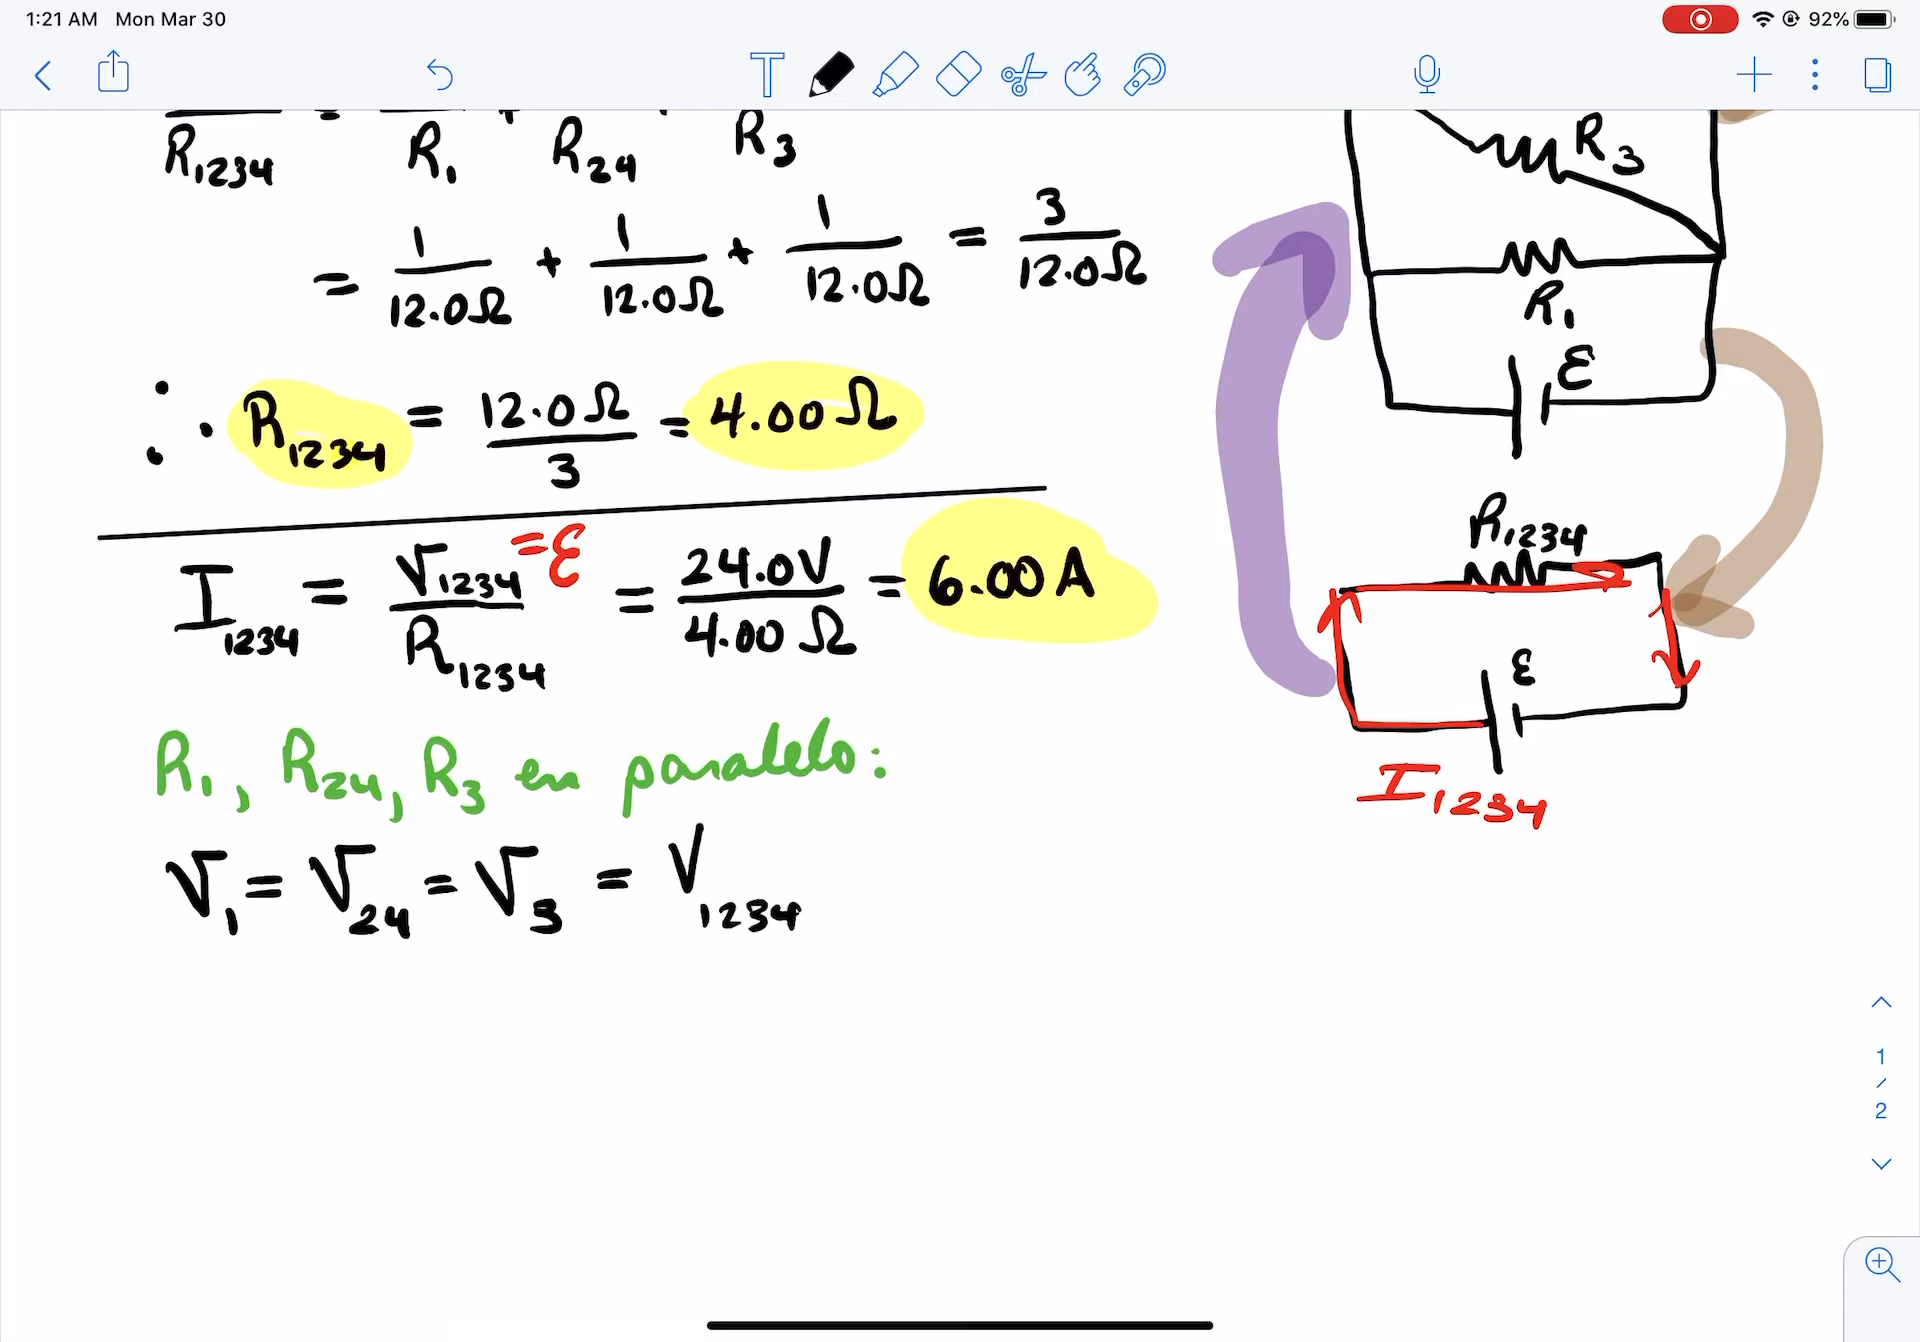 1:21 AM Mon Mar 30
92%
R₁₂₃₄ = R₁ + R₂₄ + R₃
= 1/12.0Ω + 1/12.0Ω + 1/12.0Ω = 3/12.0Ω
∴ R₁₂₃₄ = 12.0Ω/3 = 4.00Ω
I₁₂₃₄ = V₁₂₃₄/R₁₂₃₄ =ℰ = 24.0V/4.00Ω = 6.00A
R₁, R₂₄, R₃ en paralelo:
V₁ = V₂₄ = V₃ = V₁₂₃₄
R₃
R₁
ℰ
R₁₂₃₄
ℰ
I₁₂₃₄
1
/
2